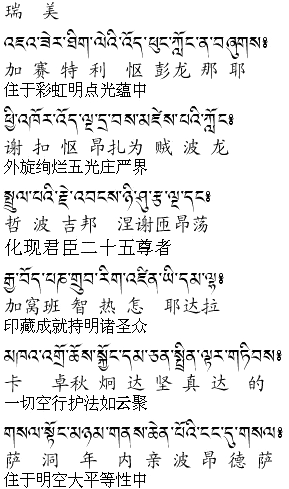 瑞 美
འཇའ་ཟེར་ཐིག་ལེའི་འོད་ཕུང་ཀློང་ན་བཞུགས༔
加 赛 特 利 怄 彭龙 那 耶
住于彩虹明点光蕴中
ཕྱི་འཁོར་འོད་ལྔ་དྲ་བས་མཛེས་པའི་ཀློང་༔
谢 扣 怄 昂扎为 贼 波 龙
外旋绚烂五光庄严界
སྤྲུལ་པའི་རྗེ་འབངས་ཉི་ཤུ་རྩ་ལྔ་དང་༔
哲 波 吉邦 涅谢匝昂荡
化现君臣二十五尊者
རྒྱ་བོད་པཎ་གྲུབ་རིག་འཛིན་ཡི་དམ་ལྷ༔
加窝班 智 热 怎 耶达拉
印藏成就持明诸圣众
མཁའ་འགྲོ་ཆོས་སྐྱོང་དམ་ཅན་སྤྲིན་ལྟར་གཏིབས༔
卡 卓秋 炯 达 坚 真 达 的
一切空行护法如云聚
གསལ་སྟོང་མཉམ་གནས་ཆེན་པོའི་ངང་དུ་གསལ༔
萨 洞 年 内 亲 波 昂 德 萨
住于明空大平等性中